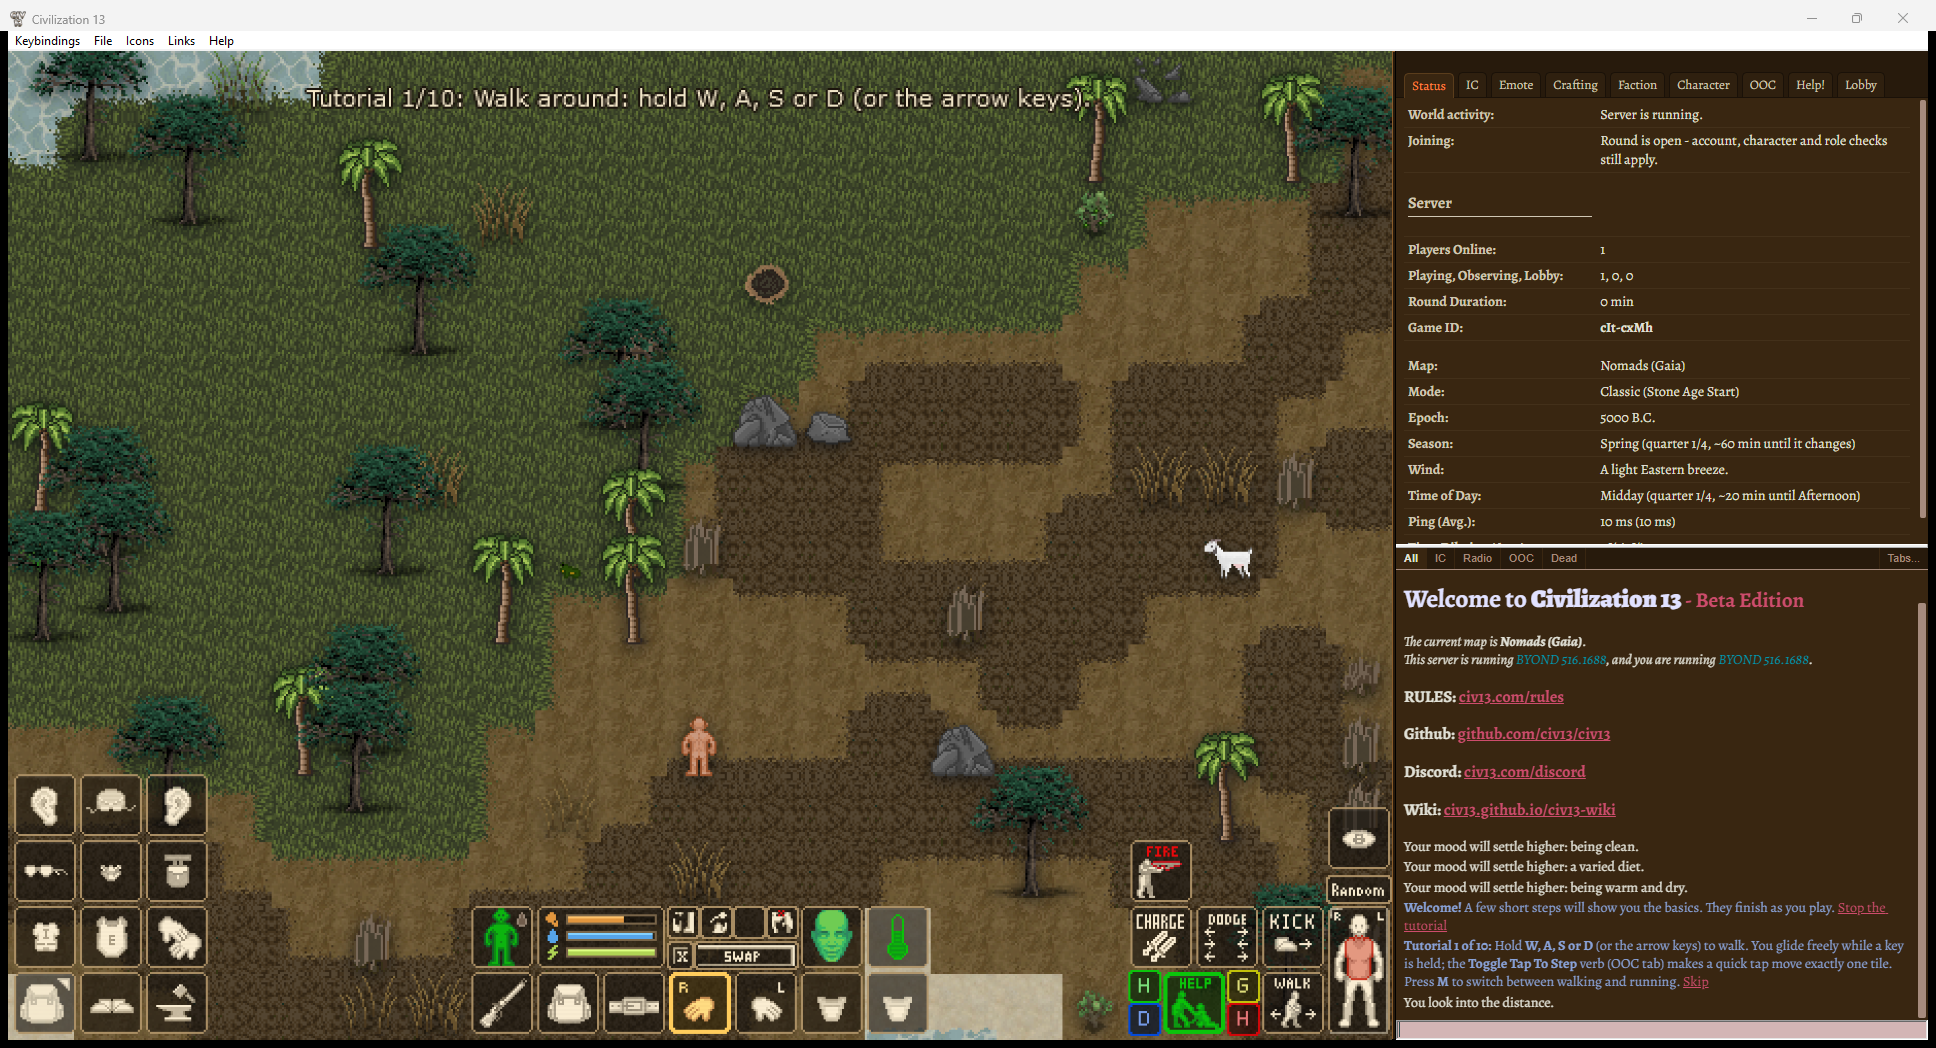 Civilization 13
Keybindings File Icons Links Help
Tutorial 1/10: Walk around: hold W, A, S or D (or the arrow keys).
Status IC Emote Crafting Faction Character OOC Help! Lobby
World activity: Server is running.
Joining: Round is open - account, character and role checks
still apply.
Server
Players Online: 1
Playing, Observing, Lobby: 1, 0, 0
Round Duration: 0 min
Game ID: cIt-cxMh
Map: Nomads (Gaia)
Mode: Classic (Stone Age Start)
Epoch: 5000 B.C.
Season: Spring (quarter 1/4, ~60 min until it changes)
Wind: A light Eastern breeze.
Time of Day: Midday (quarter 1/4, ~20 min until Afternoon)
Ping (Avg.): 10 ms (10 ms)
All IC Radio OOC Dead Tabs...
Welcome to Civilization 13 - Beta Edition
The current map is Nomads (Gaia).
This server is running BYOND 516.1688, and you are running BYOND 516.1688.
RULES: civ13.com/rules
Github: github.com/civ13/civ13
Discord: civ13.com/discord
Wiki: civ13.github.io/civ13-wiki
Your mood will settle higher: being clean.
Your mood will settle higher: a varied diet.
Your mood will settle higher: being warm and dry.
Welcome! A few short steps will show you the basics. They finish as you play. Stop the
tutorial
Tutorial 1 of 10: Hold W, A, S or D (or the arrow keys) to walk. You glide freely while a key
is held; the Toggle Tap To Step verb (OOC tab) makes a quick tap move exactly one tile.
Press M to switch between walking and running. Skip
You look into the distance.
FIRE
Random
CHARGE DODGE KICK R L
X SWAP
E
R L
H HELP G WALK
D H